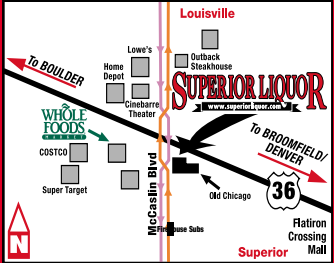 Louisville
Lowe's
Outback
Steakhouse
To BOULDER
Home
Depot
SUPERIOR LIQUOR
www.superiorliquor.com
Cinebarre
Theater
WHOLE
FOODS
MARKET
To BROOMFIELD/
DENVER
COSTCO
McCaslin Blvd
Super Target
Old Chicago
36
Flatiron
Crossing
Mall
Firehouse Subs
N
Superior